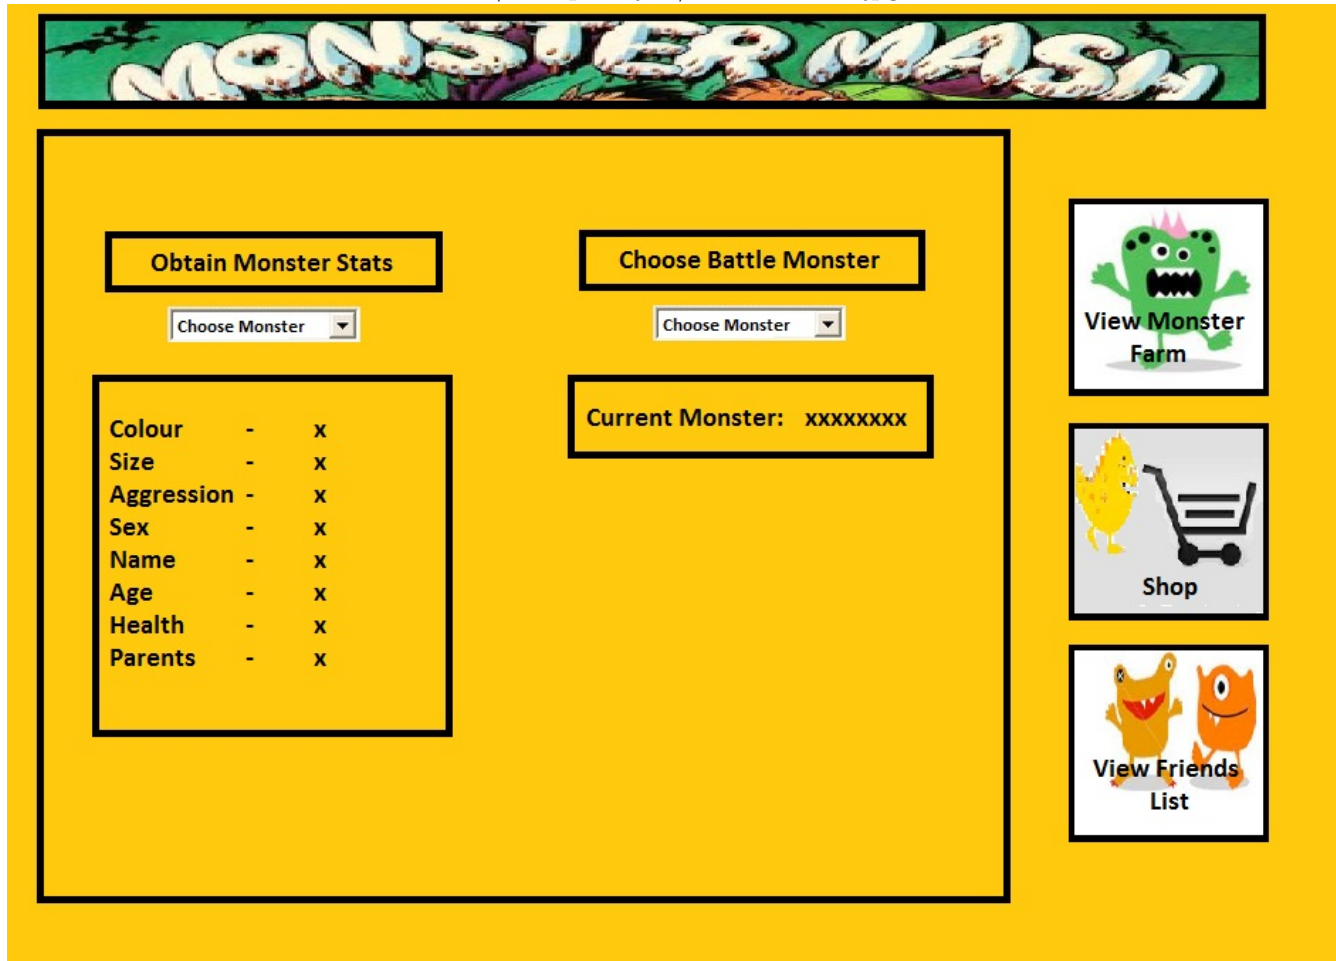 MONSTER MASH
Obtain Monster Stats
Choose Monster
Colour - x
Size - x
Aggression - x
Sex - x
Name - x
Age - x
Health - x
Parents - x
Choose Battle Monster
Choose Monster
Current Monster: xxxxxxxx
View Monster
Farm
Shop
View Friends
List